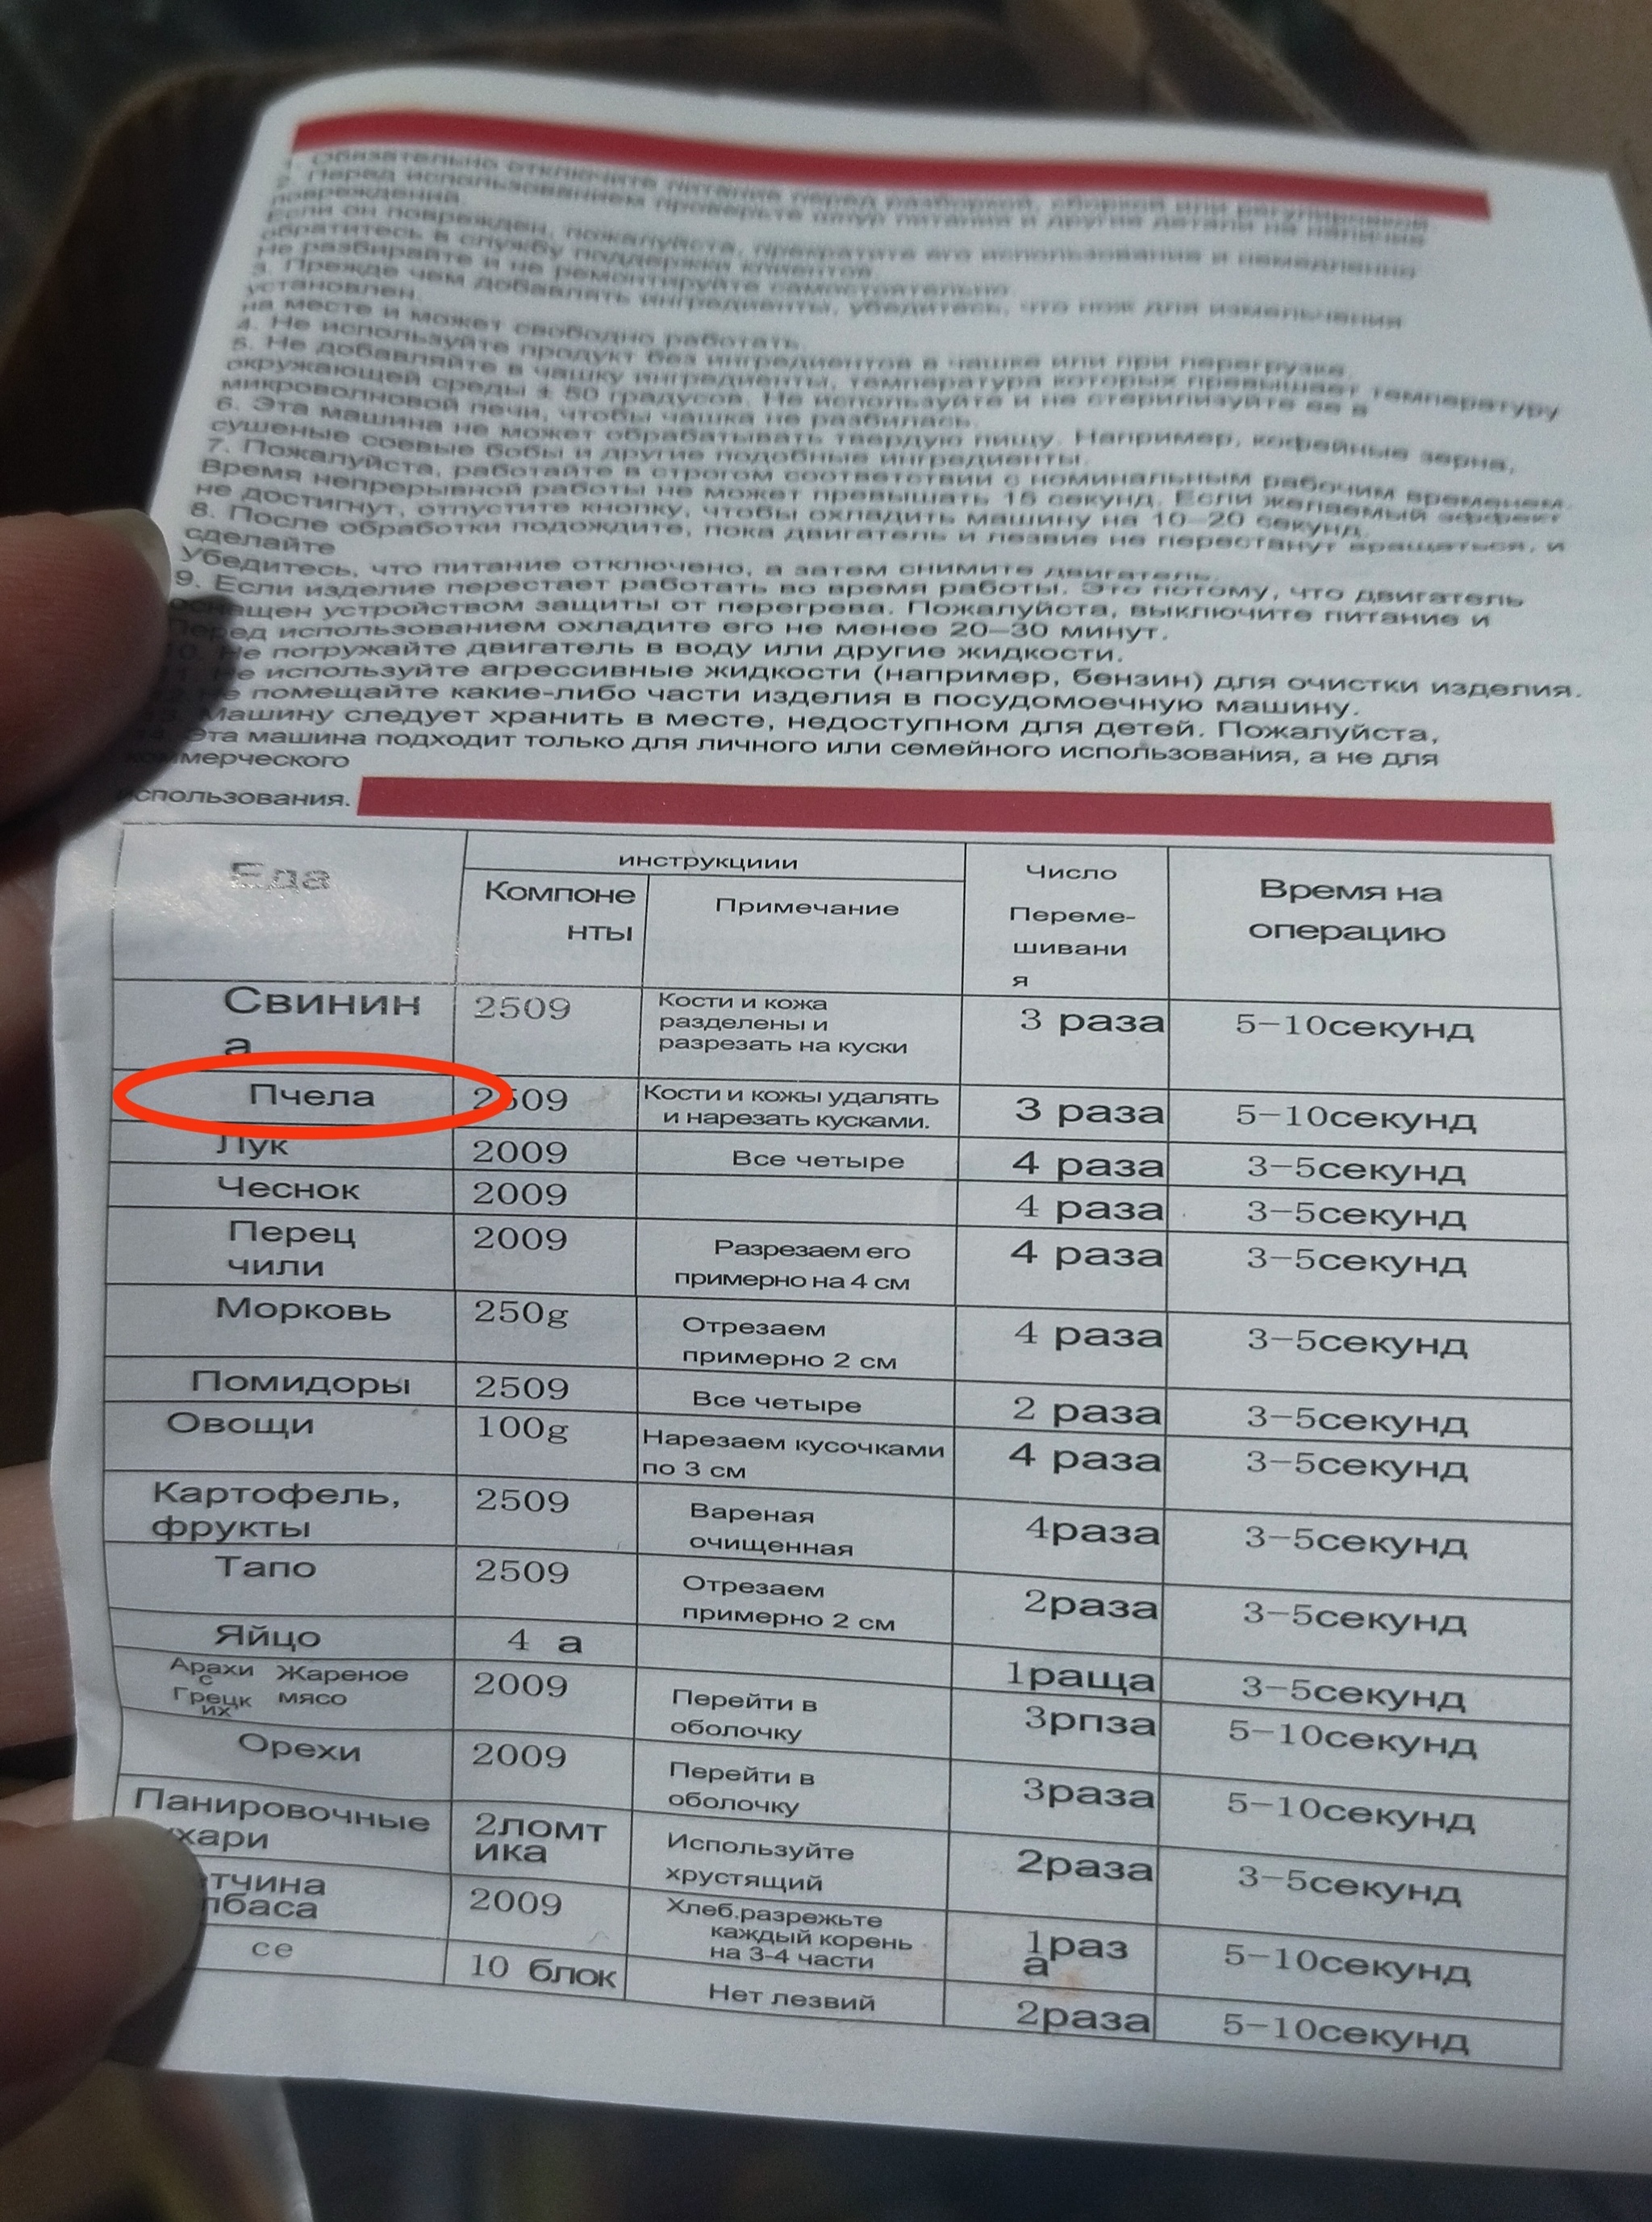 1. Обязательно отключите питание перед разборкой, сборкой или регулировкой
2. Перед использованием проверьте шнур питания и другие детали на наличие
повреждений.
Если он поврежден, пожалуйста, прекратите его использование и немедленно
обратитесь в службу поддержки клиентов.
Не разбирайте и не ремонтируйте самостоятельно.
3. Прежде чем добавлять ингредиенты, убедитесь, что нож для измельчения
установлен.
на месте и может свободно работать.
4. Не используйте продукт без ингредиентов в чашке или при перегрузке.
5. Не добавляйте в чашку ингредиенты, температура которых превышает температуру
окружающей среды ± 50 градусов. Не используйте и не стерилизуйте ее в
микроволновой печи, чтобы чашка не разбилась.
6. Эта машина не может обрабатывать твердую пищу. Например, кофейные зерна,
сушеные соевые бобы и другие подобные ингредиенты.
7. Пожалуйста, работайте в строгом соответствии с номинальным рабочим временем.
Время непрерывной работы не может превышать 15 секунд. Если желаемый эффект
не достигнут, отпустите кнопку, чтобы охладить машину на 10-20 секунд.
8. После обработки подождите, пока двигатель и лезвие не перестанут вращаться, и
сделайте
Убедитесь, что питание отключено, а затем снимите двигатель.
9. Если изделие перестает работать во время работы. Это потому, что двигатель
оснащен устройством защиты от перегрева. Пожалуйста, выключите питание и
Перед использованием охладите его не менее 20-30 минут.
10. Не погружайте двигатель в воду или другие жидкости.
Не используйте агрессивные жидкости (например, бензин) для очистки изделия.
Не помещайте какие-либо части изделия в посудомоечную машину.
13. Машину следует хранить в месте, недоступном для детей. Пожалуйста,
14. Эта машина подходит только для личного или семейного использования, а не для
коммерческого
использования.
Еда
инструкциии
Компоне
нты
Примечание
Число
Переме-
шивани
я
Время на
операцию
Свинин
а
2509
Кости и кожа
разделены и
разрезать на куски
3 раза
5-10секунд
Пчела
2509
Кости и кожы удалять
и нарезать кусками.
3 раза
5-10секунд
Лук
2009
Все четыре
4 раза
3-5секунд
Чеснок
2009
4 раза
3-5секунд
Перец
чили
2009
Разрезаем его
примерно на 4 см
4 раза
3-5секунд
Морковь
250g
Отрезаем
примерно 2 см
4 раза
3-5секунд
Помидоры
2509
Все четыре
2 раза
3-5секунд
Овощи
100g
Нарезаем кусочками
по 3 см
4 раза
3-5секунд
Картофель,
фрукты
2509
Вареная
очищенная
4раза
3-5секунд
Тапо
2509
Отрезаем
примерно 2 см
2раза
3-5секунд
Яйцо
4 а
1раща
3-5секунд
Арахи Жареное
с
Грецк мясо
их
2009
Перейти в
оболочку
3рпза
5-10секунд
Орехи
2009
Перейти в
оболочку
3раза
5-10секунд
Панировочные
хари
2ломт
ика
Используйте
хрустящий
2раза
3-5секунд
тчина
лбаса
2009
Хлеб.разрежьте
каждый корень
на 3-4 части
1раз
а
5-10секунд
се
10 блок
Нет лезвий
2раза
5-10секунд